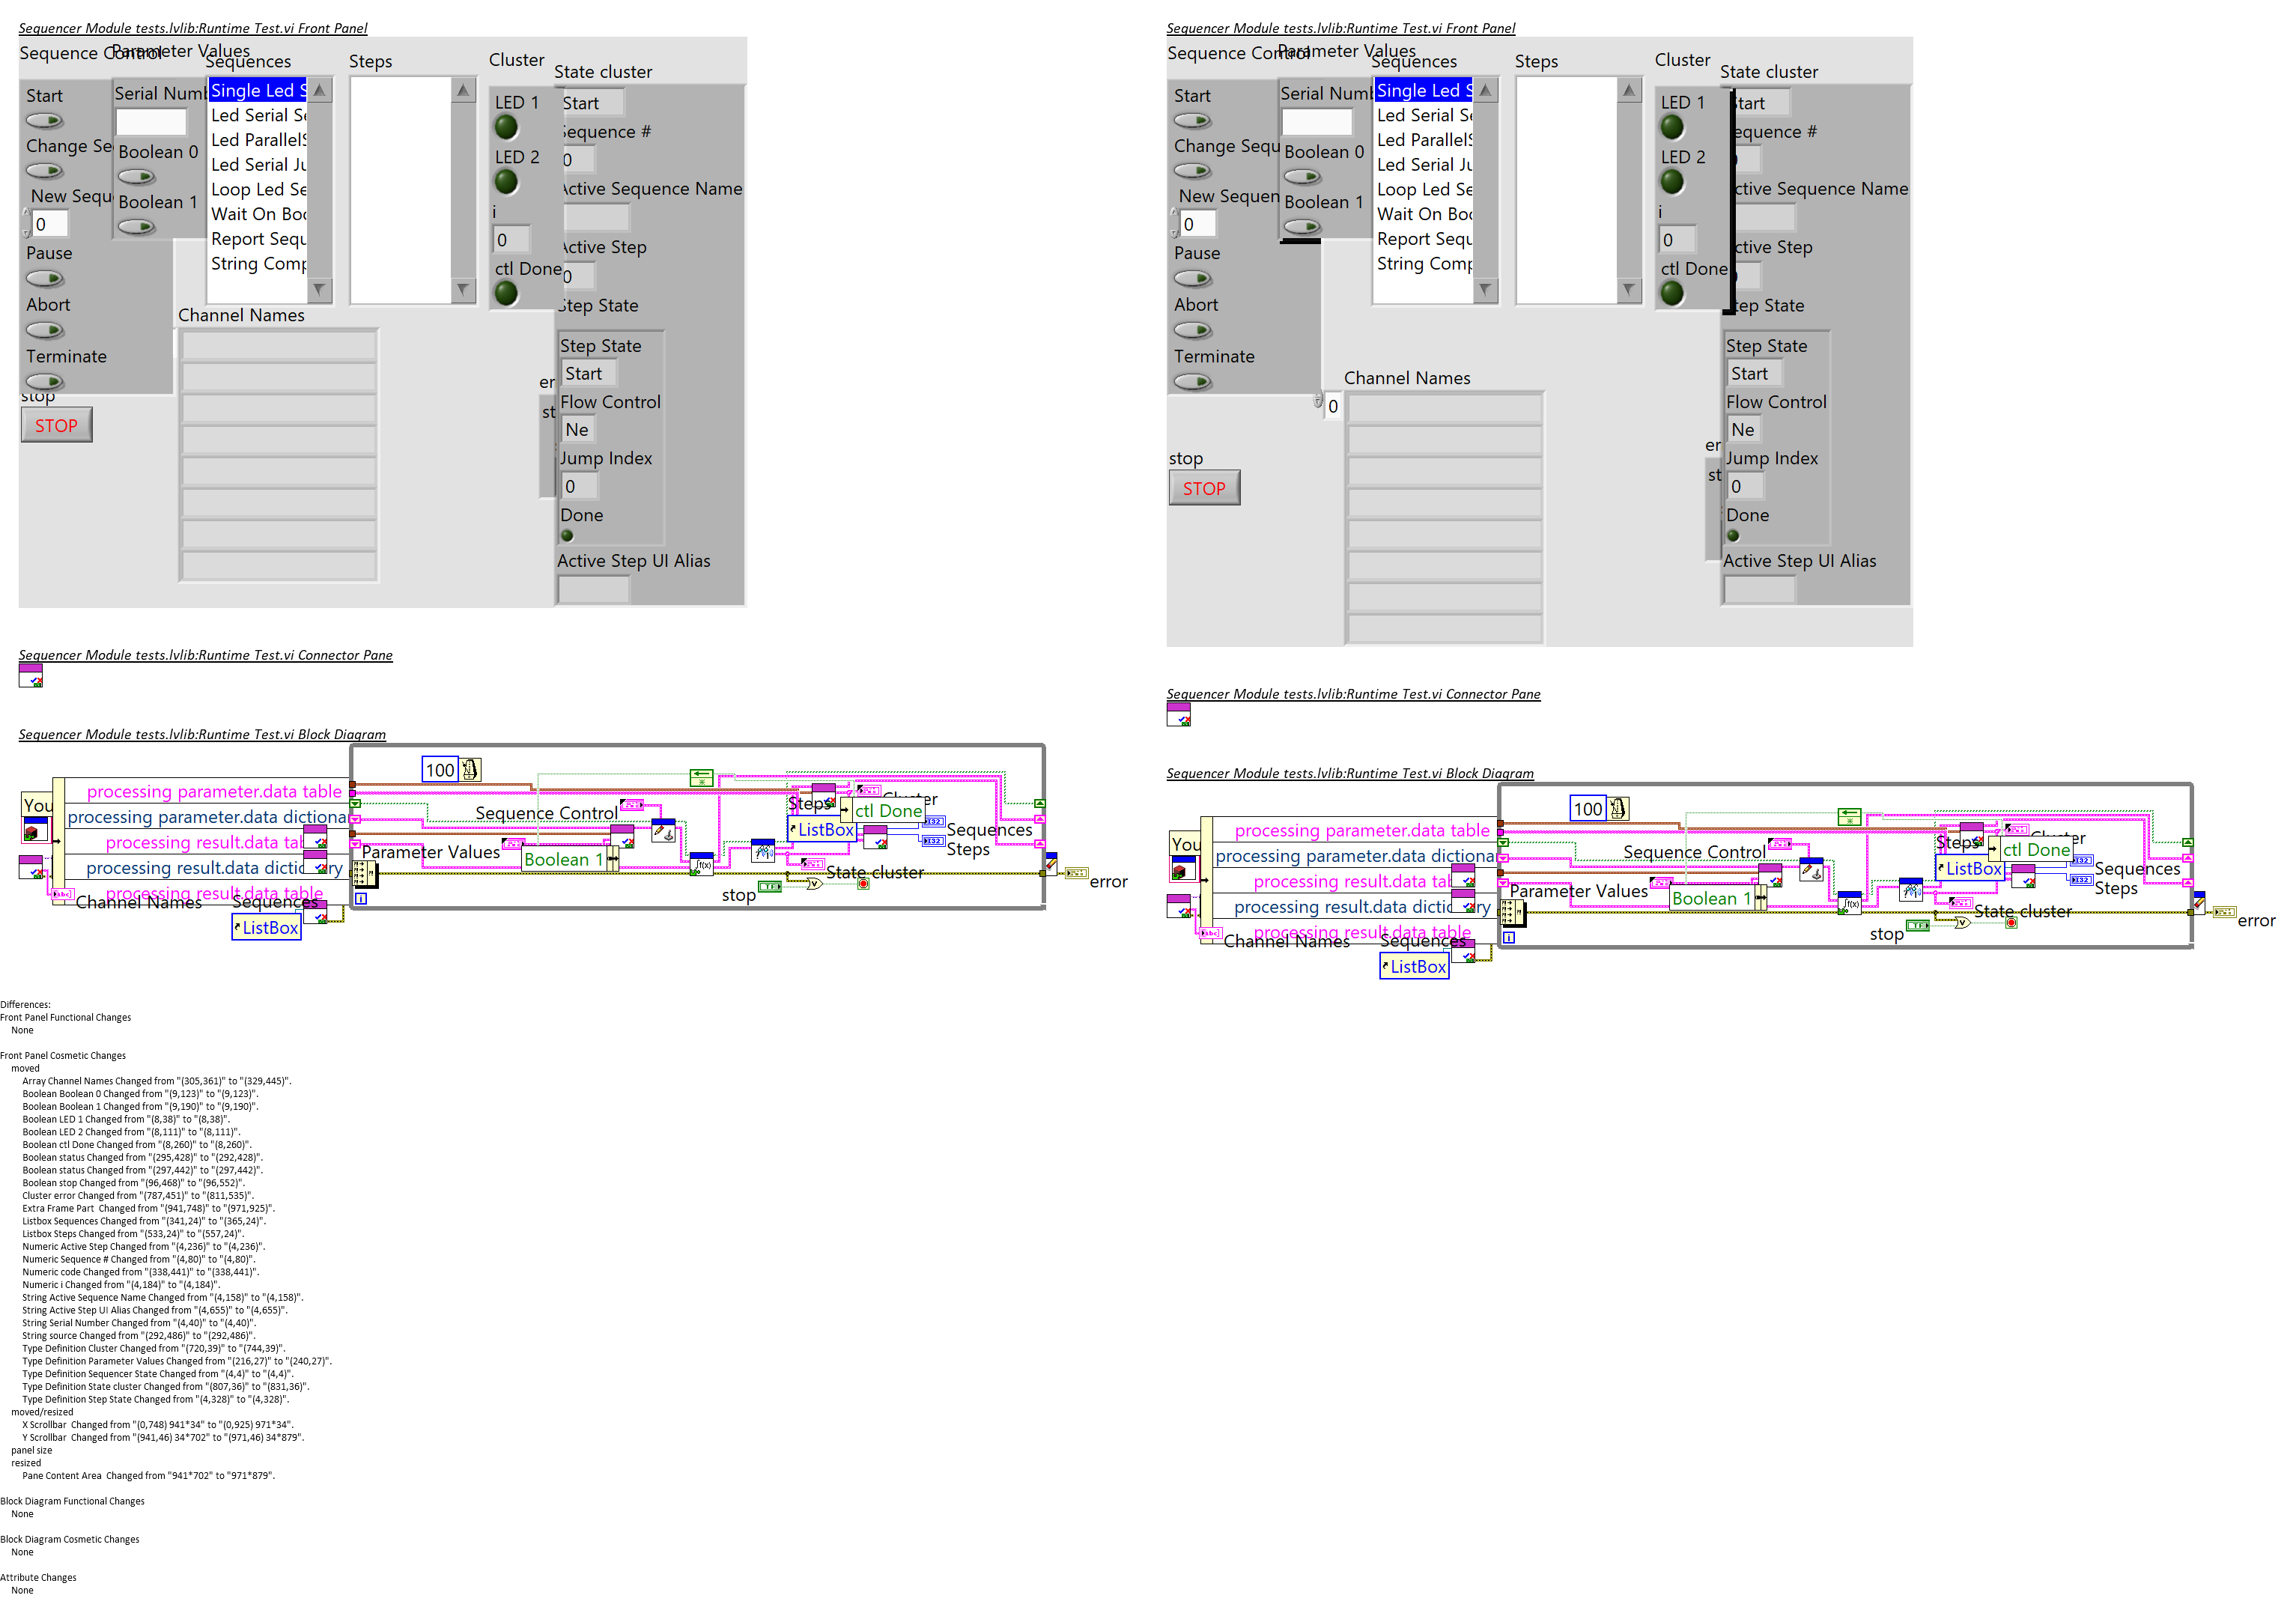 Sequencer Module tests.lvlib:Runtime Test.vi Front Panel
Sequence Control
Parameter Values
Sequences
Steps
Cluster
State cluster
Start
Change Se
New Sequ
0
Pause
Abort
Terminate
stop
STOP
Serial Numb
Boolean 0
Boolean 1
Single Led S
Led Serial Se
Led ParallelS
Led Serial Ju
Loop Led Se
Wait On Boo
Report Sequ
String Comp
Channel Names
LED 1
LED 2
i
0
ctl Done
Start
Sequence #
0
Active Sequence Name
Active Step
0
Step State
Step State
Start
Flow Control
Ne
Jump Index
0
Done
Active Step UI Alias
er
st
Sequencer Module tests.lvlib:Runtime Test.vi Connector Pane
Sequencer Module tests.lvlib:Runtime Test.vi Block Diagram
100
You
processing parameter.data table
processing parameter.data dictiona
processing result.data tal
processing result.data dictionary
processing result.data table
Channel Names
Sequences
ListBox
Sequence Control
Parameter Values
Boolean 1
Steps
ListBox
Cluster
ctl Done
Sequences
Steps
State cluster
stop
error
Sequencer Module tests.lvlib:Runtime Test.vi Front Panel
Sequence Control
Parameter Values
Sequences
Steps
Cluster
State cluster
Start
Change Sequ
New Sequen
0
Pause
Abort
Terminate
stop
STOP
Serial Numb
Boolean 0
Boolean 1
Single Led S
Led Serial Se
Led ParallelS
Led Serial Ju
Loop Led Se
Wait On Boo
Report Sequ
String Comp
0
Channel Names
LED 1
LED 2
i
0
ctl Done
tart
equence #
ctive Sequence Name
ctive Step
tep State
Step State
Start
Flow Control
Ne
Jump Index
0
Done
Active Step UI Alias
er
st
Sequencer Module tests.lvlib:Runtime Test.vi Connector Pane
Sequencer Module tests.lvlib:Runtime Test.vi Block Diagram
100
You
processing parameter.data table
processing parameter.data dictiona
processing result.data tal
processing result.data dictionary
processing result.data table
Channel Names
Sequences
ListBox
Sequence Control
Parameter Values
Boolean 1
Steps
ListBox
Cluster
ctl Done
Sequences
Steps
State cluster
stop
error
Differences:
Front Panel Functional Changes
None
Front Panel Cosmetic Changes
moved
Array Channel Names Changed from "(305,361)" to "(329,445)".
Boolean Boolean 0 Changed from "(9,123)" to "(9,123)".
Boolean Boolean 1 Changed from "(9,190)" to "(9,190)".
Boolean LED 1 Changed from "(8,38)" to "(8,38)".
Boolean LED 2 Changed from "(8,111)" to "(8,111)".
Boolean ctl Done Changed from "(8,260)" to "(8,260)".
Boolean status Changed from "(295,428)" to "(292,428)".
Boolean status Changed from "(297,442)" to "(297,442)".
Boolean stop Changed from "(96,468)" to "(96,552)".
Cluster error Changed from "(787,451)" to "(811,535)".
Extra Frame Part  Changed from "(941,748)" to "(971,925)".
Listbox Sequences Changed from "(341,24)" to "(365,24)".
Listbox Steps Changed from "(533,24)" to "(557,24)".
Numeric Active Step Changed from "(4,236)" to "(4,236)".
Numeric Sequence # Changed from "(4,80)" to "(4,80)".
Numeric code Changed from "(338,441)" to "(338,441)".
Numeric i Changed from "(4,184)" to "(4,184)".
String Active Sequence Name Changed from "(4,158)" to "(4,158)".
String Active Step UI Alias Changed from "(4,655)" to "(4,655)".
String Serial Number Changed from "(4,40)" to "(4,40)".
String source Changed from "(292,486)" to "(292,486)".
Type Definition Cluster Changed from "(720,39)" to "(744,39)".
Type Definition Parameter Values Changed from "(216,27)" to "(240,27)".
Type Definition Sequencer State Changed from "(4,4)" to "(4,4)".
Type Definition State cluster Changed from "(807,36)" to "(831,36)".
Type Definition Step State Changed from "(4,328)" to "(4,328)".
moved/resized
X Scrollbar  Changed from "(0,748) 941*34" to "(0,925) 971*34".
Y Scrollbar  Changed from "(941,46) 34*702" to "(971,46) 34*879".
panel size
resized
Pane Content Area  Changed from "941*702" to "971*879".
Block Diagram Functional Changes
None
Block Diagram Cosmetic Changes
None
Attribute Changes
None